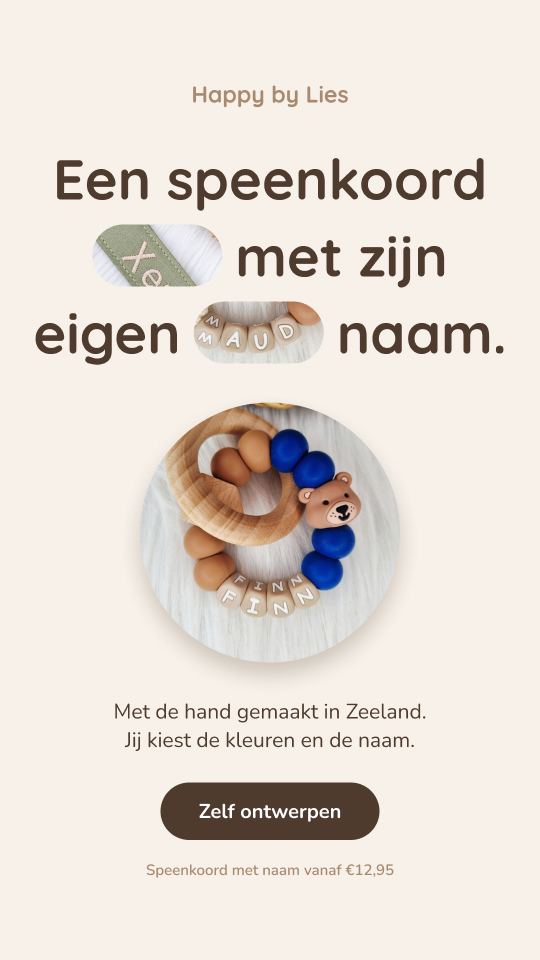 Happy by Lies
Een speenkoord
met zijn
eigen MAUD naam.
FINN
FINN
Met de hand gemaakt in Zeeland.
Jij kiest de kleuren en de naam.
Zelf ontwerpen
Speenkoord met naam vanaf €12,95